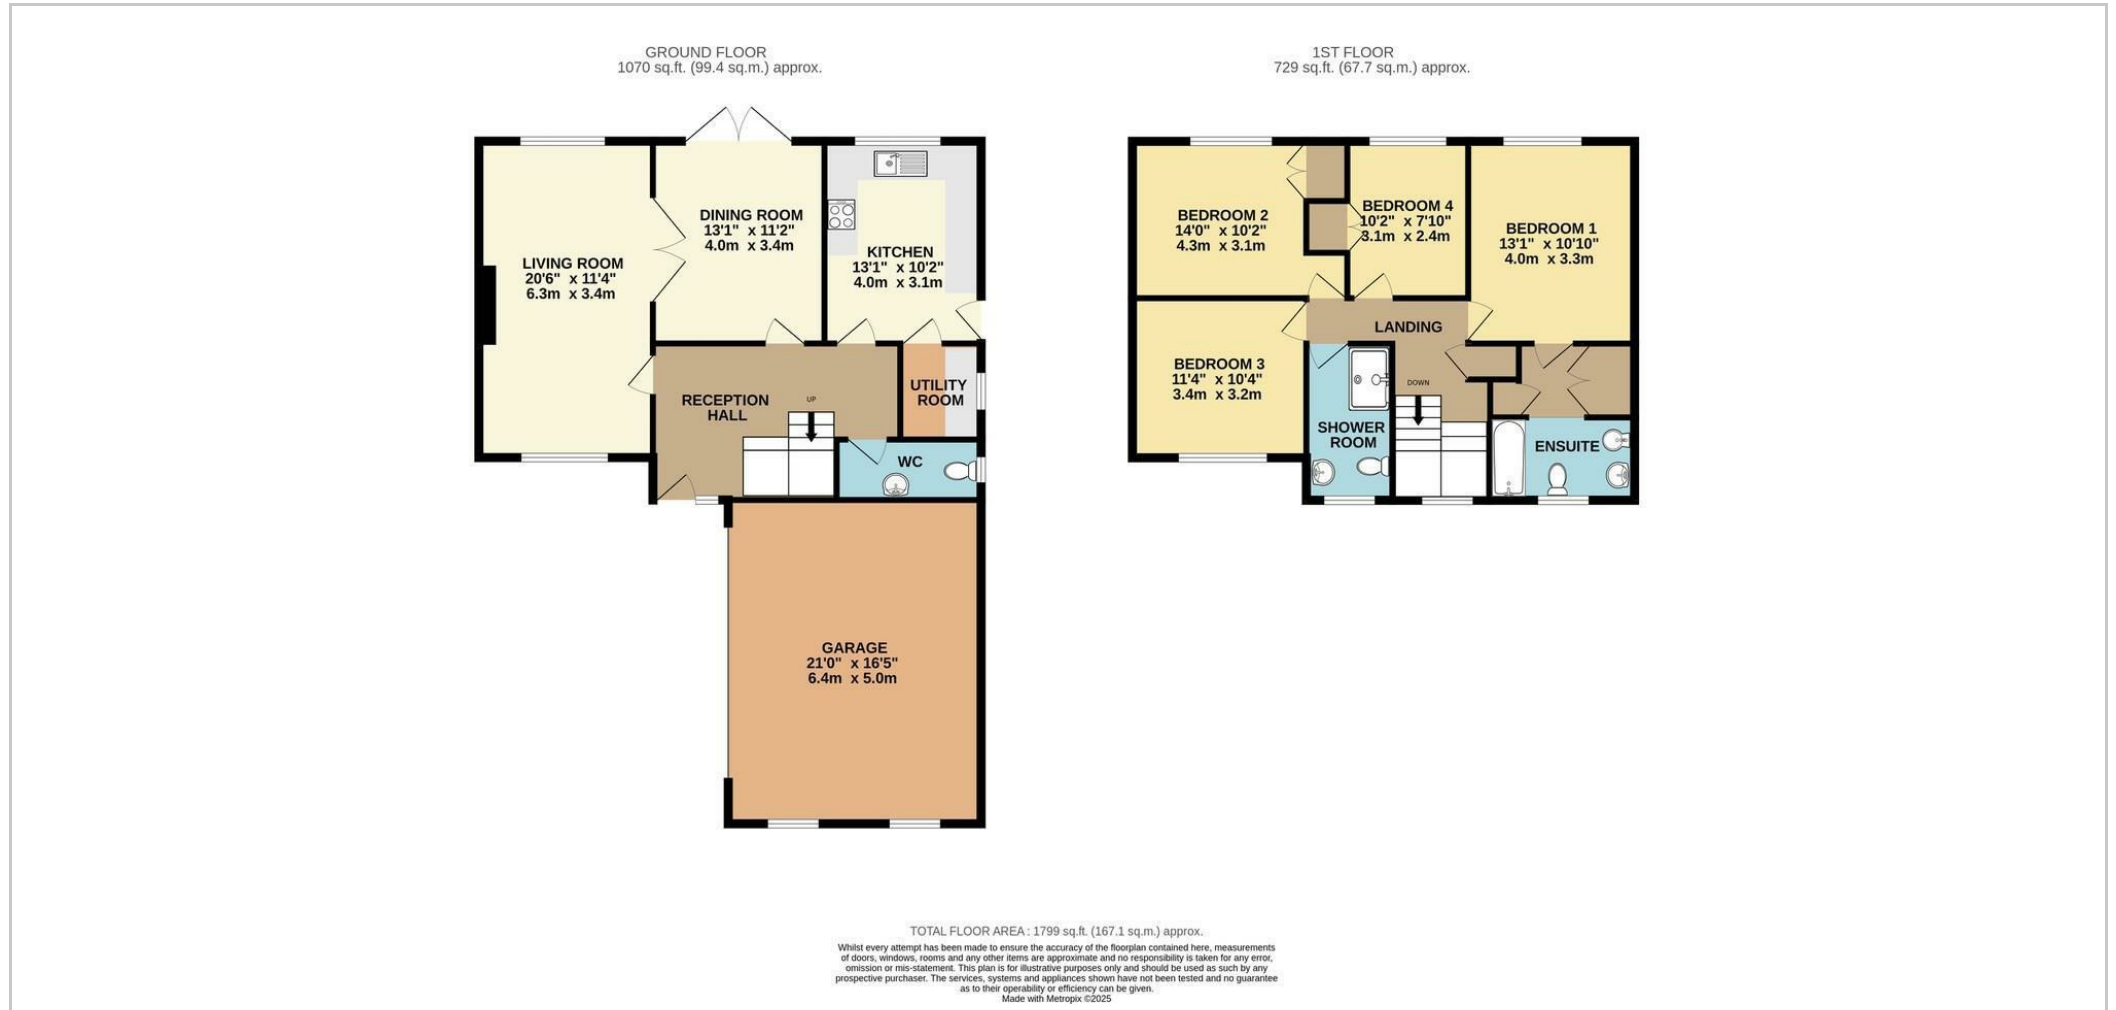 GROUND FLOOR
1070 sq.ft. (99.4 sq.m.) approx.
LIVING ROOM
20'6" x 11'4"
6.3m x 3.4m
DINING ROOM
13'1" x 11'2"
4.0m x 3.4m
KITCHEN
13'1" x 10'2"
4.0m x 3.1m
RECEPTION
HALL
UP
UTILITY
ROOM
WC
GARAGE
21'0" x 16'5"
6.4m x 5.0m
1ST FLOOR
729 sq.ft. (67.7 sq.m.) approx.
BEDROOM 2
14'0" x 10'2"
4.3m x 3.1m
BEDROOM 4
10'2" x 7'10"
3.1m x 2.4m
BEDROOM 1
13'1" x 10'10"
4.0m x 3.3m
LANDING
BEDROOM 3
11'4" x 10'4"
3.4m x 3.2m
DOWN
SHOWER
ROOM
ENSUITE
TOTAL FLOOR AREA : 1799 sq.ft. (167.1 sq.m.) approx.
Whilst every attempt has been made to ensure the accuracy of the floorplan contained here, measurements
of doors, windows, rooms and any other items are approximate and no responsibility is taken for any error,
omission or mis-statement. This plan is for illustrative purposes only and should be used as such by any
prospective purchaser. The services, systems and appliances shown have not been tested and no guarantee
as to their operability or efficiency can be given.
Made with Metropix ©2025